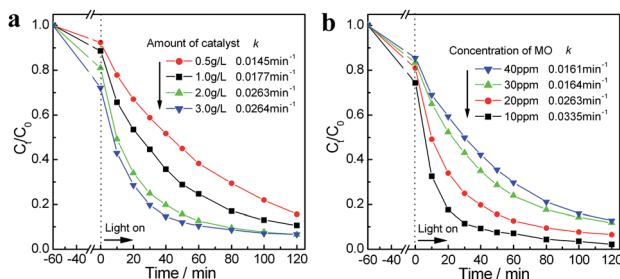 a
Amount of catalyst k
0.5g/L 0.0145min⁻¹
1.0g/L 0.0177min⁻¹
2.0g/L 0.0263min⁻¹
3.0g/L 0.0264min⁻¹
Light on
1.0
0.8
0.6
0.4
0.2
0.0
-60 -40 0 20 40 60 80 100 120
Time / min
Cₜ/C₀
b
Concentration of MO k
40ppm 0.0161min⁻¹
30ppm 0.0164min⁻¹
20ppm 0.0263min⁻¹
10ppm 0.0335min⁻¹
Light on
1.0
0.8
0.6
0.4
0.2
0.0
-60 -40 0 20 40 60 80 100 120
Time / min
Cₜ/C₀